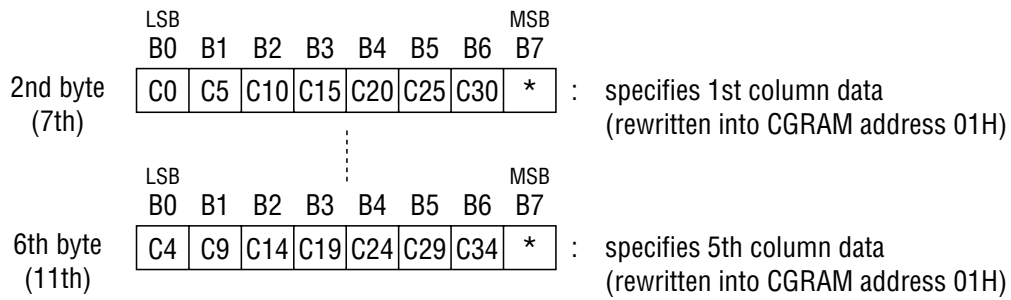 LSB MSB
B0 B1 B2 B3 B4 B5 B6 B7
2nd byte C0 C5 C10 C15 C20 C25 C30 * : specifies 1st column data
(7th) (rewritten into CGRAM address 01H)
LSB MSB
B0 B1 B2 B3 B4 B5 B6 B7
6th byte C4 C9 C14 C19 C24 C29 C34 * : specifies 5th column data
(11th) (rewritten into CGRAM address 01H)